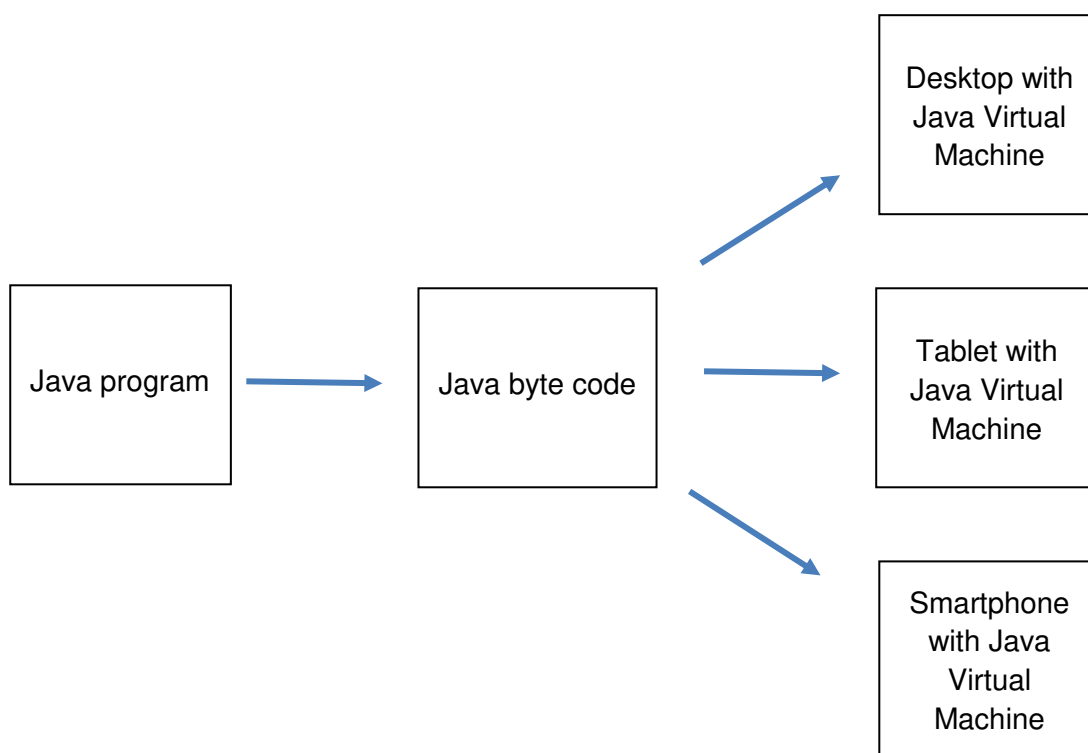 Java program
Java byte code
Desktop with
Java Virtual
Machine
Tablet with
Java Virtual
Machine
Smartphone
with Java
Virtual
Machine